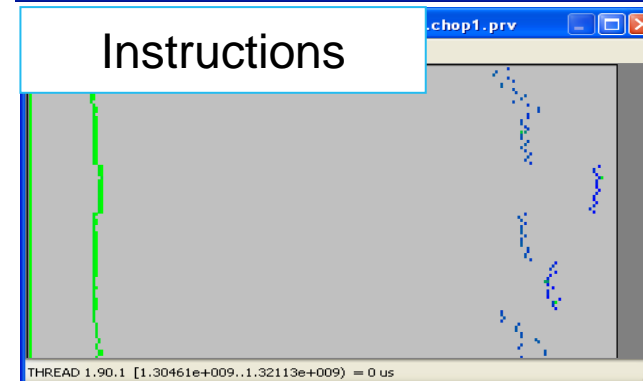 .chop1.prv
Instructions
THREAD 1.90.1 [1.30461e+009..1.32113e+009) = 0 us